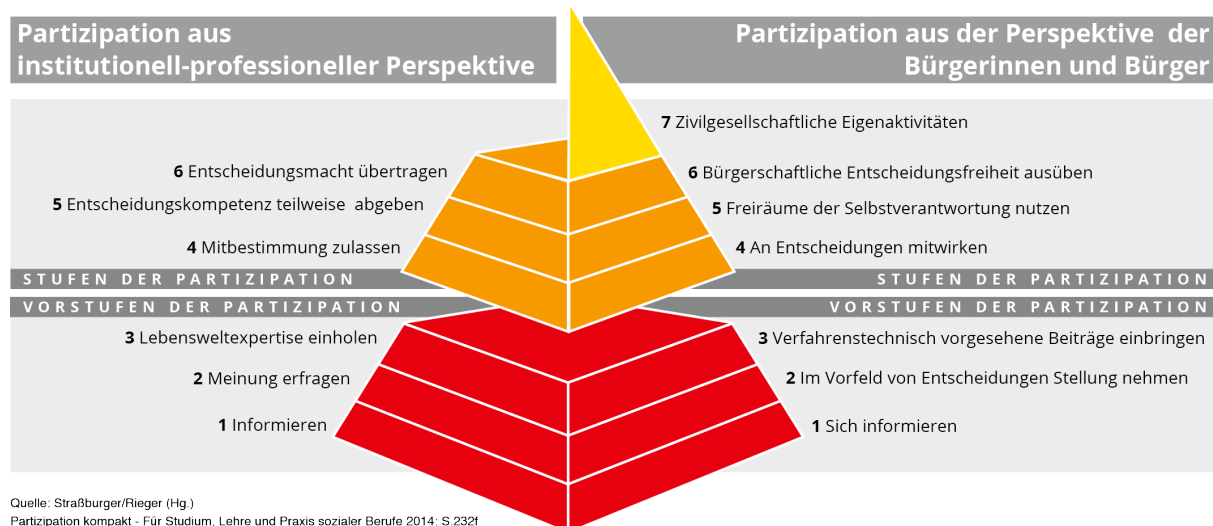 Partizipation aus
institutionell-professioneller Perspektive
Partizipation aus der Perspektive der
Bürgerinnen und Bürger
7 Zivilgesellschaftliche Eigenaktivitäten
6 Entscheidungsmacht übertragen
6 Bürgerschaftliche Entscheidungsfreiheit ausüben
5 Entscheidungskompetenz teilweise abgeben
5 Freiräume der Selbstverantwortung nutzen
4 Mitbestimmung zulassen
4 An Entscheidungen mitwirken
STUFEN DER PARTIZIPATION
STUFEN DER PARTIZIPATION
VORSTUFEN DER PARTIZIPATION
VORSTUFEN DER PARTIZIPATION
3 Lebensweltexpertise einholen
3 Verfahrenstechnisch vorgesehene Beiträge einbringen
2 Meinung erfragen
2 Im Vorfeld von Entscheidungen Stellung nehmen
1 Informieren
1 Sich informieren
Quelle: Straßburger/Rieger (Hg.)
Partizipation kompakt - Für Studium, Lehre und Praxis sozialer Berufe 2014: S.232f